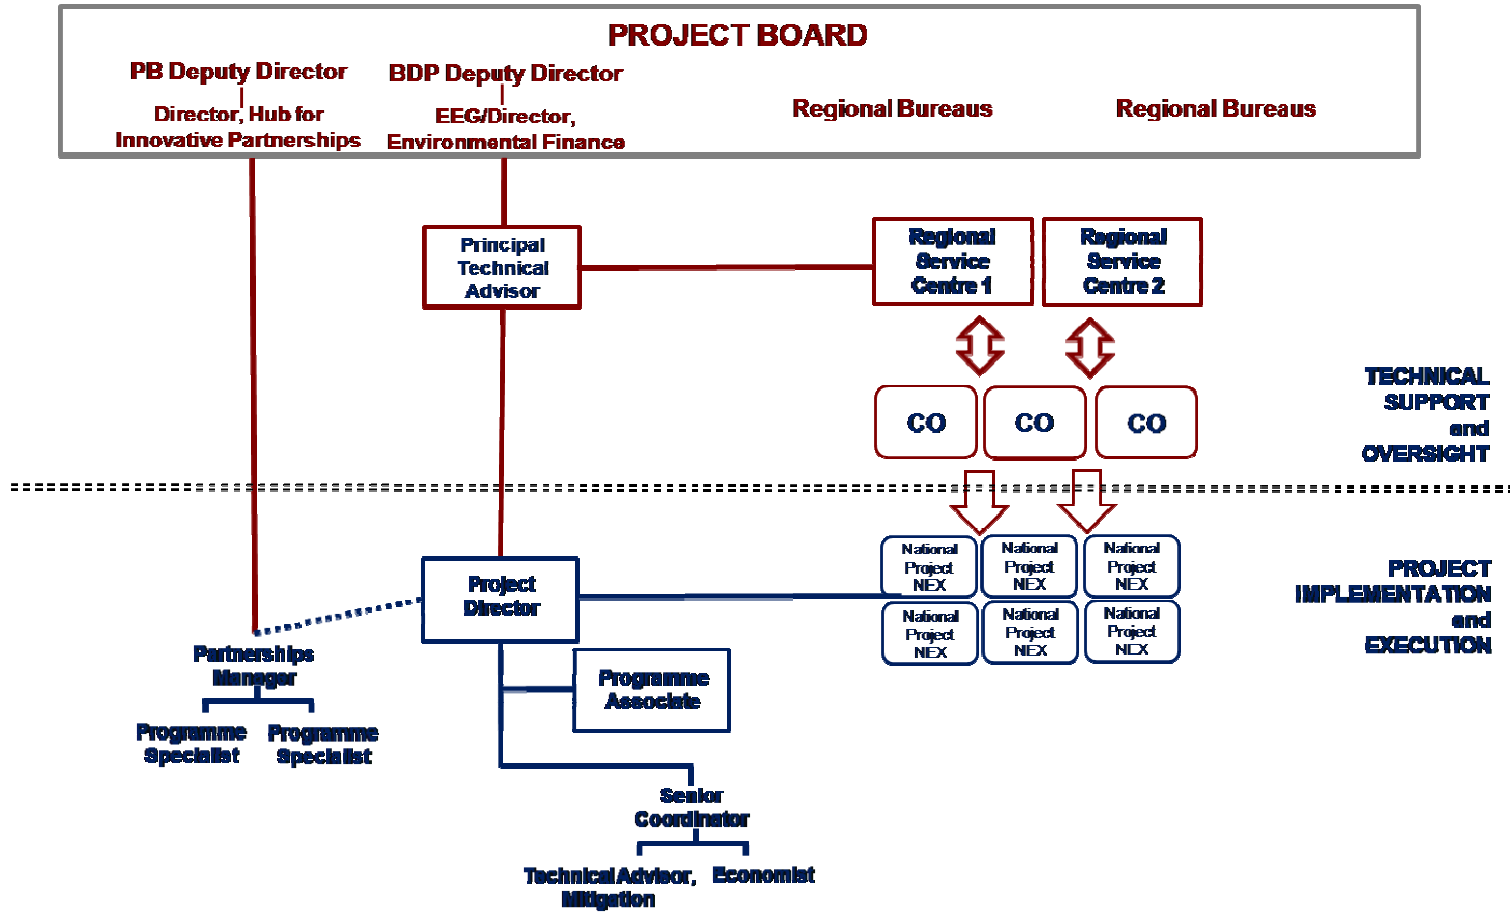 PROJECT BOARD
PB Deputy Director
Director, Hub for
Innovative Partnerships
BDP Deputy Director
EEG/Director,
Environmental Finance
Regional Bureaus
Regional Bureaus
Principal
Technical
Advisor
Regional
Service
Centre 1
Regional
Service
Centre 2
CO
CO
CO
TECHNICAL
SUPPORT
and
OVERSIGHT
National
Project
NEX
National
Project
NEX
National
Project
NEX
National
Project
NEX
National
Project
NEX
National
Project
NEX
PROJECT
IMPLEMENTATION
and
EXECUTION
Project
Director
Partnerships
Manager
Programme
Specialist
Programme
Specialist
Programme
Associate
Senior
Coordinator
Technical Advisor,
Mitigation
Economist